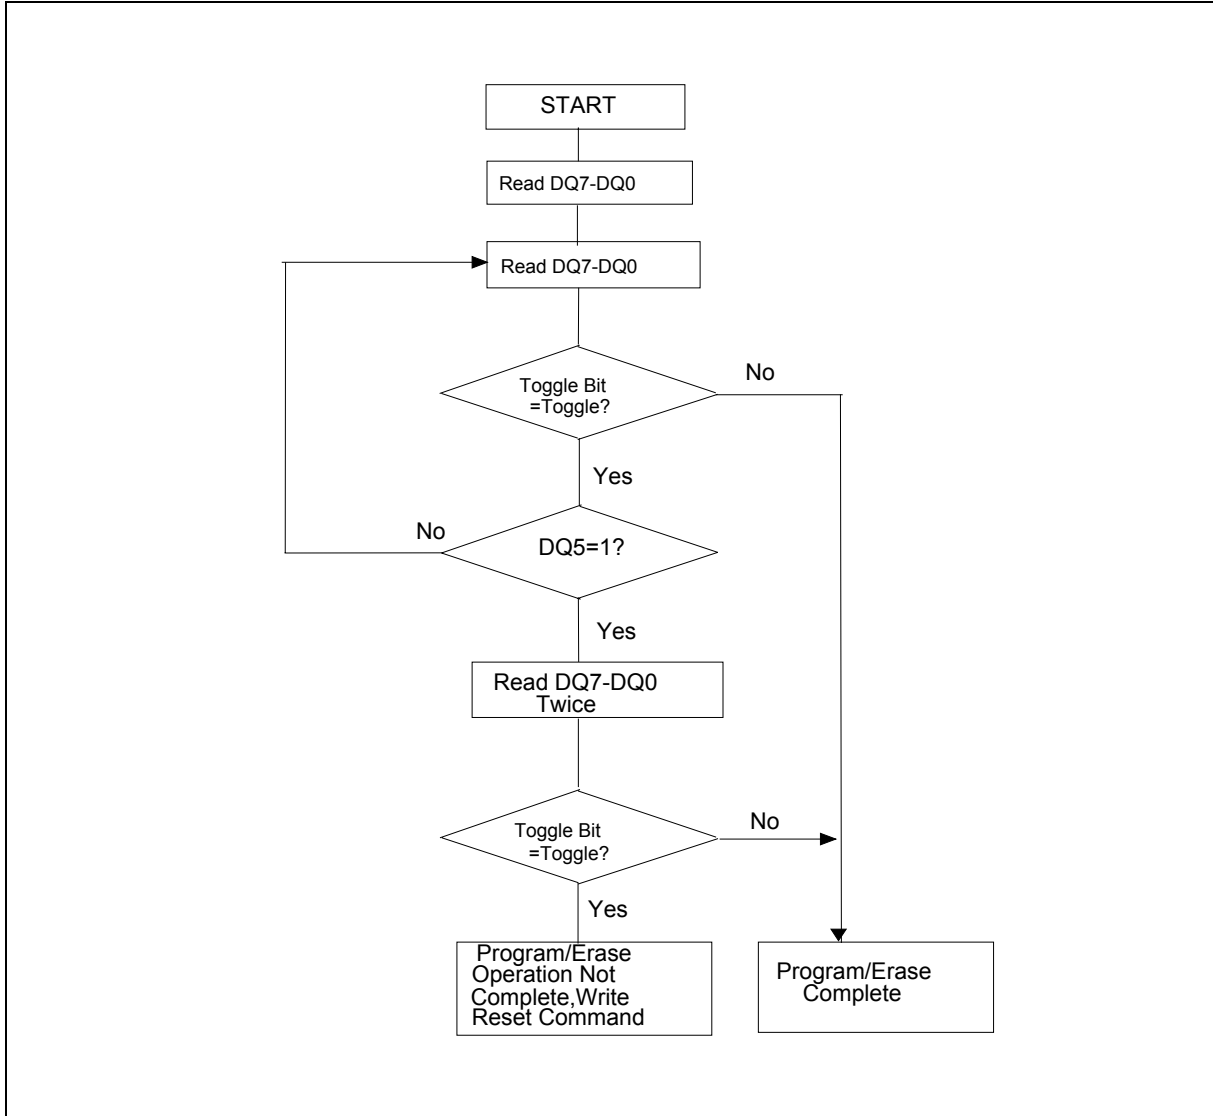 START
Read DQ7-DQ0
Read DQ7-DQ0
Toggle Bit
=Toggle?
No
Yes
No
DQ5=1?
Yes
Read DQ7-DQ0
Twice
Toggle Bit
=Toggle?
No
Yes
Program/Erase
Operation Not
Complete,Write
Reset Command
Program/Erase
Complete